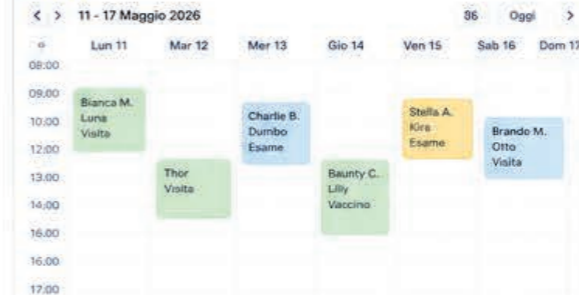 11 - 17 Maggio 2026
36 Oggi
Lun 11 Mar 12 Mer 13 Gio 14 Ven 15 Sab 16 Dom 17
08:00
09.00
10:00
12:00
13.00
14:00
16.00
16.00
17.00
Bianca M.
Luna
Visita
Thor
Visita
Charlie B.
Dumbo
Esame
Baunty C.
Lilly
Vaccino
Stella A.
Kira
Esame
Brando M.
Otto
Visita